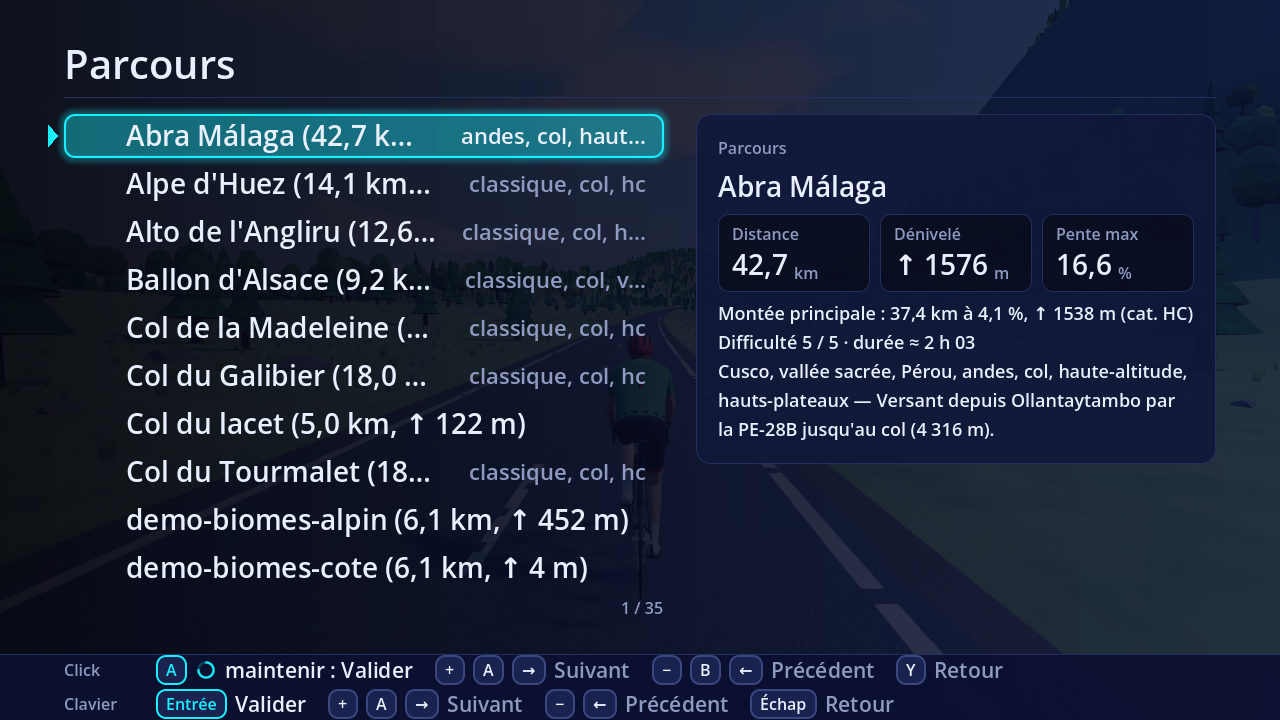 Parcours
Abra Málaga (42,7 k... andes, col, haut...
Alpe d'Huez (14,1 km... classique, col, hc
Alto de l'Angliru (12,6... classique, col, h...
Ballon d'Alsace (9,2 k... classique, col, v...
Col de la Madeleine (... classique, col, hc
Col du Galibier (18,0 ... classique, col, hc
Col du lacet (5,0 km, ↑ 122 m)
Col du Tourmalet (18... classique, col, hc
demo-biomes-alpin (6,1 km, ↑ 452 m)
demo-biomes-cote (6,1 km, ↑ 4 m)
1 / 35
Parcours
Abra Málaga
Distance Dénivelé Pente max
42,7 km ↑ 1576 m 16,6 %
Montée principale : 37,4 km à 4,1 %, ↑ 1538 m (cat. HC)
Difficulté 5 / 5 · durée ≈ 2 h 03
Cusco, vallée sacrée, Pérou, andes, col, haute-altitude,
hauts-plateaux — Versant depuis Ollantaytambo par
la PE-28B jusqu'au col (4 316 m).
Click A maintenir : Valider + A → Suivant − B ← Précédent Y Retour
Clavier Entrée Valider + A → Suivant − ← Précédent Échap Retour